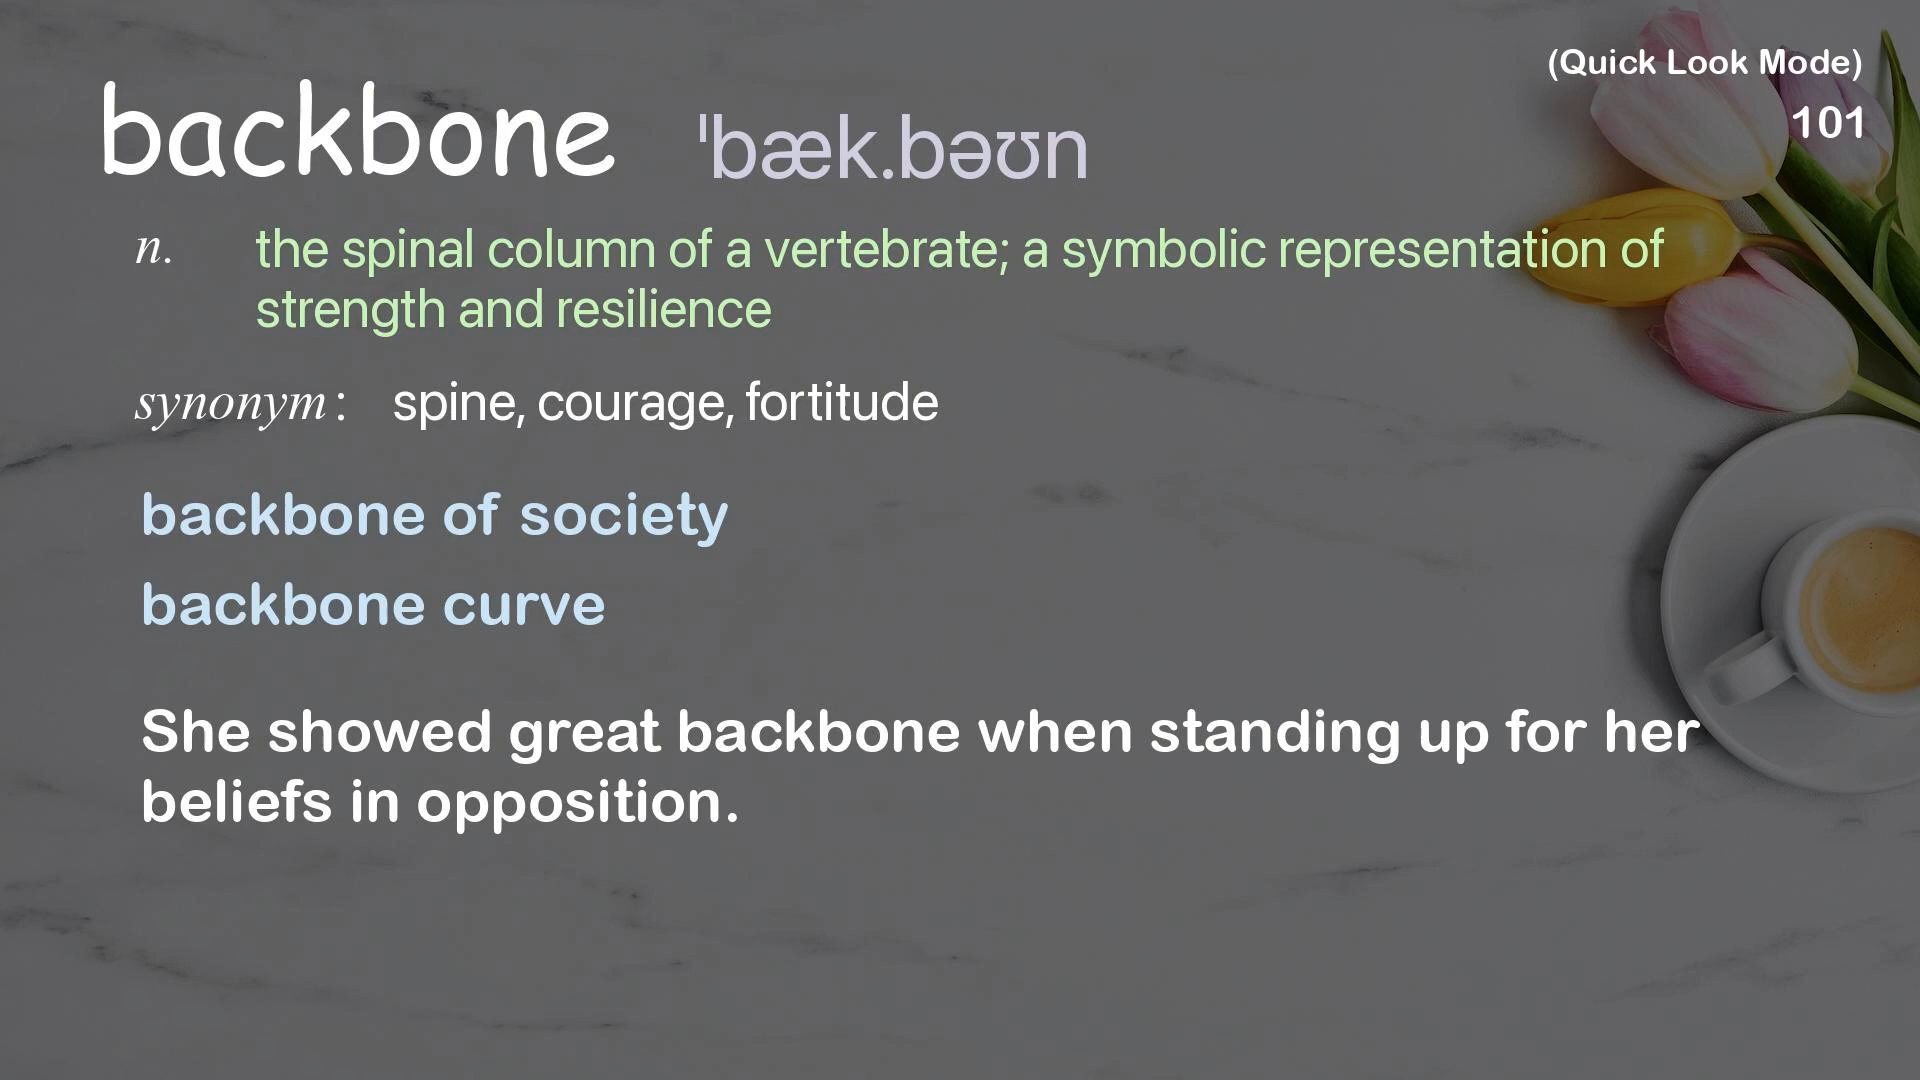 (Quick Look Mode)
101
backbone ˈbæk.bəʊn
n. the spinal column of a vertebrate; a symbolic representation of
strength and resilience
synonym: spine, courage, fortitude
backbone of society
backbone curve
She showed great backbone when standing up for her
beliefs in opposition.